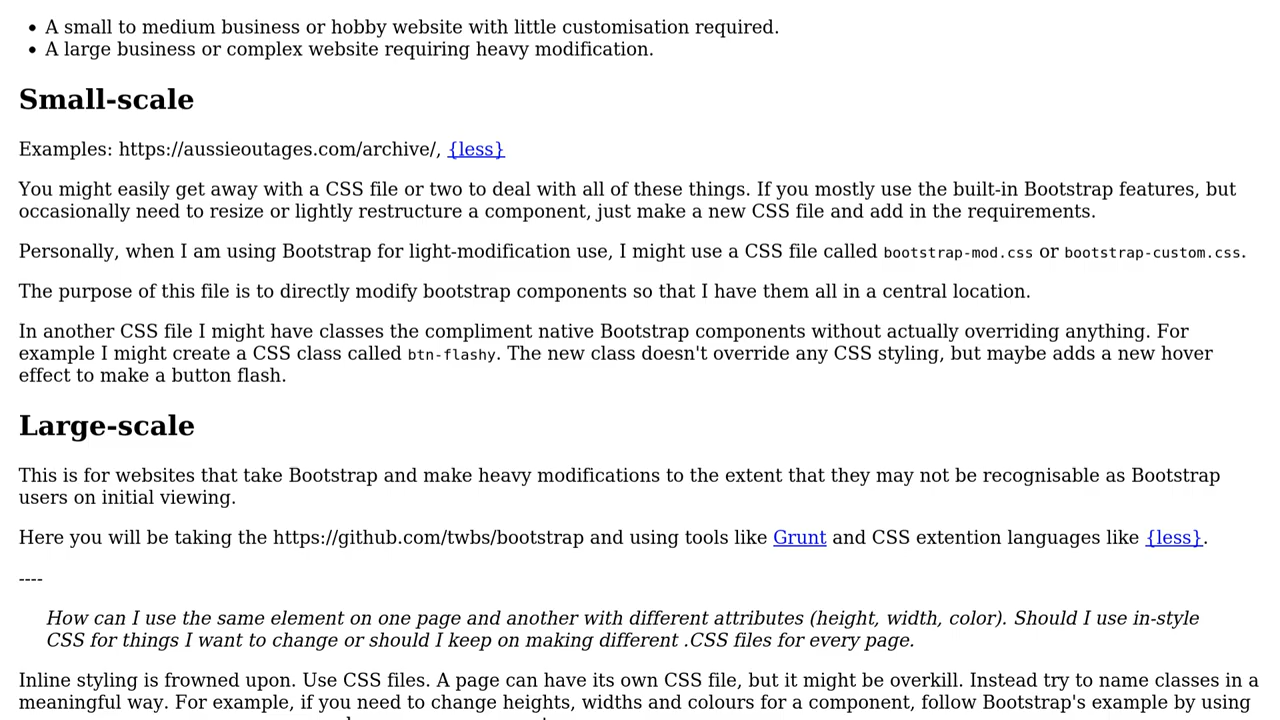 • A small to medium business or hobby website with little customisation required.
• A large business or complex website requiring heavy modification.
Small-scale
Examples: https://aussieoutages.com/archive/, {less}
You might easily get away with a CSS file or two to deal with all of these things. If you mostly use the built-in Bootstrap features, but
occasionally need to resize or lightly restructure a component, just make a new CSS file and add in the requirements.
Personally, when I am using Bootstrap for light-modification use, I might use a CSS file called bootstrap-mod.css or bootstrap-custom.css.
The purpose of this file is to directly modify bootstrap components so that I have them all in a central location.
In another CSS file I might have classes the compliment native Bootstrap components without actually overriding anything. For
example I might create a CSS class called btn-flashy. The new class doesn't override any CSS styling, but maybe adds a new hover
effect to make a button flash.
Large-scale
This is for websites that take Bootstrap and make heavy modifications to the extent that they may not be recognisable as Bootstrap
users on initial viewing.
Here you will be taking the https://github.com/twbs/bootstrap and using tools like Grunt and CSS extention languages like {less}.
----
How can I use the same element on one page and another with different attributes (height, width, color). Should I use in-style
CSS for things I want to change or should I keep on making different .CSS files for every page.
Inline styling is frowned upon. Use CSS files. A page can have its own CSS file, but it might be overkill. Instead try to name classes in a
meaningful way. For example, if you need to change heights, widths and colours for a component, follow Bootstrap's example by using